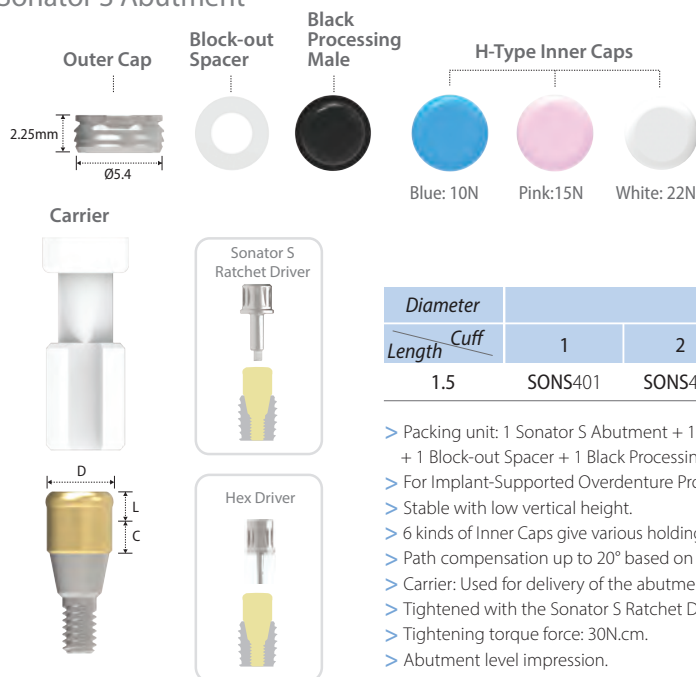 Sonator S Abutment
Outer Cap
Block-out
Spacer
Black
Processing
Male
H-Type Inner Caps
2.25mm
Ø5.4
Blue: 10N
Pink:15N
White: 22N
Carrier
Sonator S
Ratchet Driver
D
L
C
Hex Driver
Diameter
Length Cuff 1 2
1.5 SONS401 SONS4
> Packing unit: 1 Sonator S Abutment + 1
+ 1 Block-out Spacer + 1 Black Processin
> For Implant-Supported Overdenture Pro
> Stable with low vertical height.
> 6 kinds of Inner Caps give various holding
> Path compensation up to 20° based on
> Carrier: Used for delivery of the abutme
> Tightened with the Sonator S Ratchet D
> Tightening torque force: 30N.cm.
> Abutment level impression.